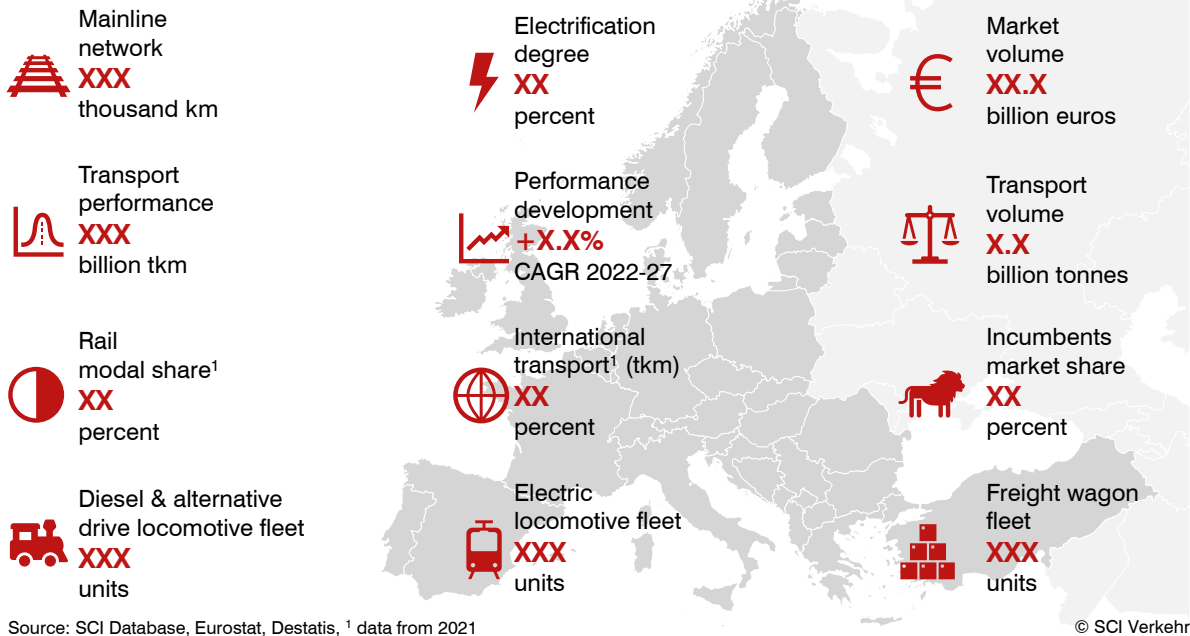 Mainline
network
XXX
thousand km
Electrification
degree
XX
percent
Market
volume
XX.X
billion euros
Transport
performance
XXX
billion tkm
Performance
development
+X.X%
CAGR 2022-27
Transport
volume
X.X
billion tonnes
Rail
modal share¹
XX
percent
International
transport¹ (tkm)
XX
percent
Incumbents
market share
XX
percent
Diesel & alternative
drive locomotive fleet
XXX
units
Electric
locomotive fleet
XXX
units
Freight wagon
fleet
XXX
units
Source: SCI Database, Eurostat, Destatis, ¹ data from 2021
© SCI Verkehr